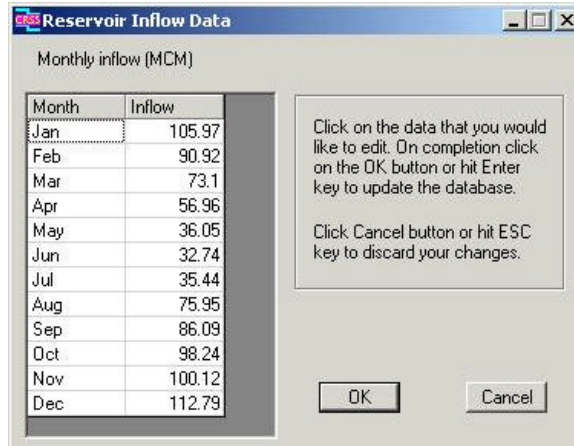 CRSS Reservoir Inflow Data
Monthly inflow (MCM)
Month Inflow
Jan 105.97
Feb 90.92
Mar 73.1
Apr 56.96
May 36.05
Jun 32.74
Jul 35.44
Aug 75.95
Sep 86.09
Oct 98.24
Nov 100.12
Dec 112.79
Click on the data that you would
like to edit. On completion click
on the OK button or hit Enter
key to update the database.
Click Cancel button or hit ESC
key to discard your changes.
OK Cancel